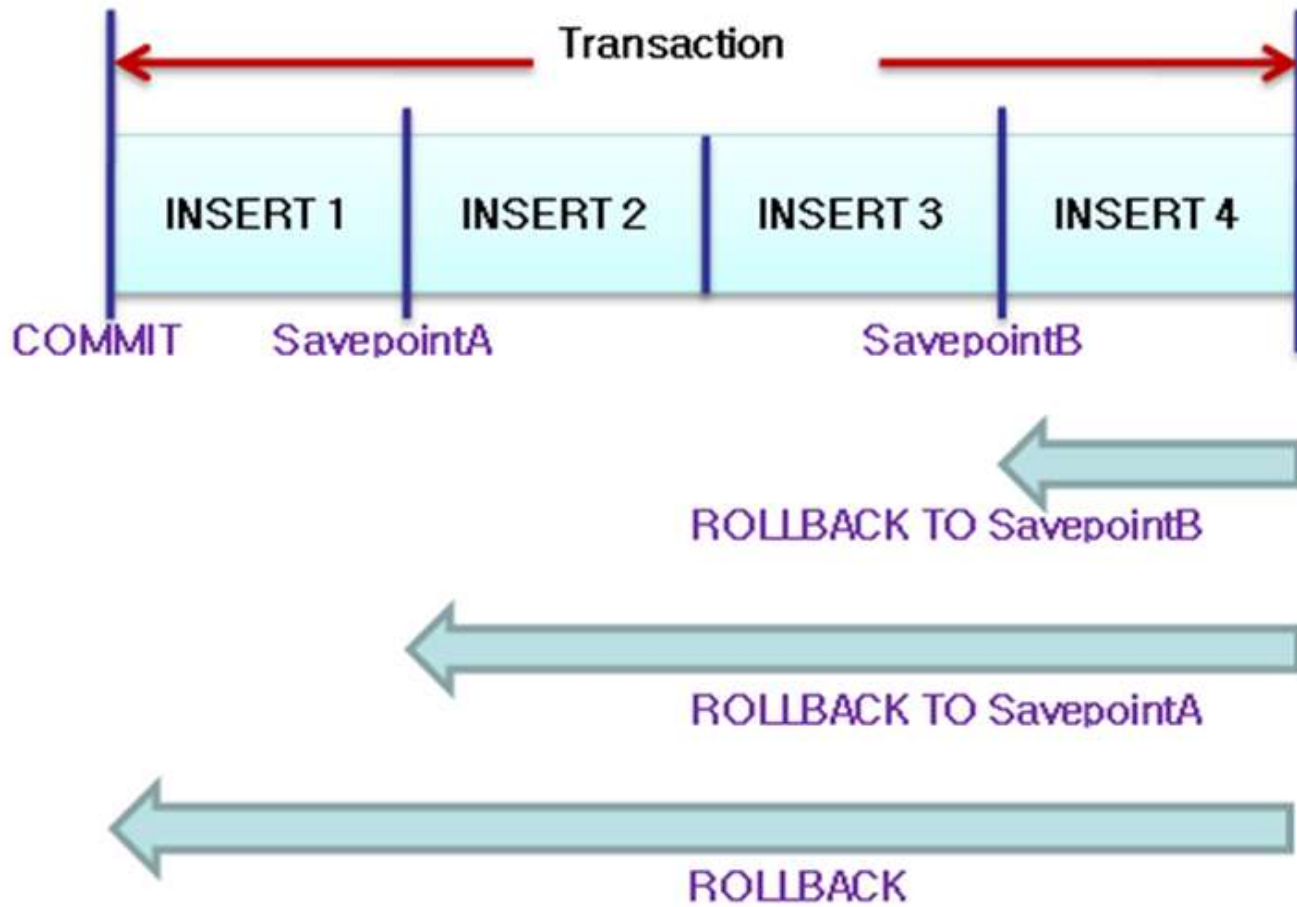 Transaction
INSERT 1 INSERT 2 INSERT 3 INSERT 4
COMMIT SavepointA SavepointB
ROLLBACK TO SavepointB
ROLLBACK TO SavepointA
ROLLBACK